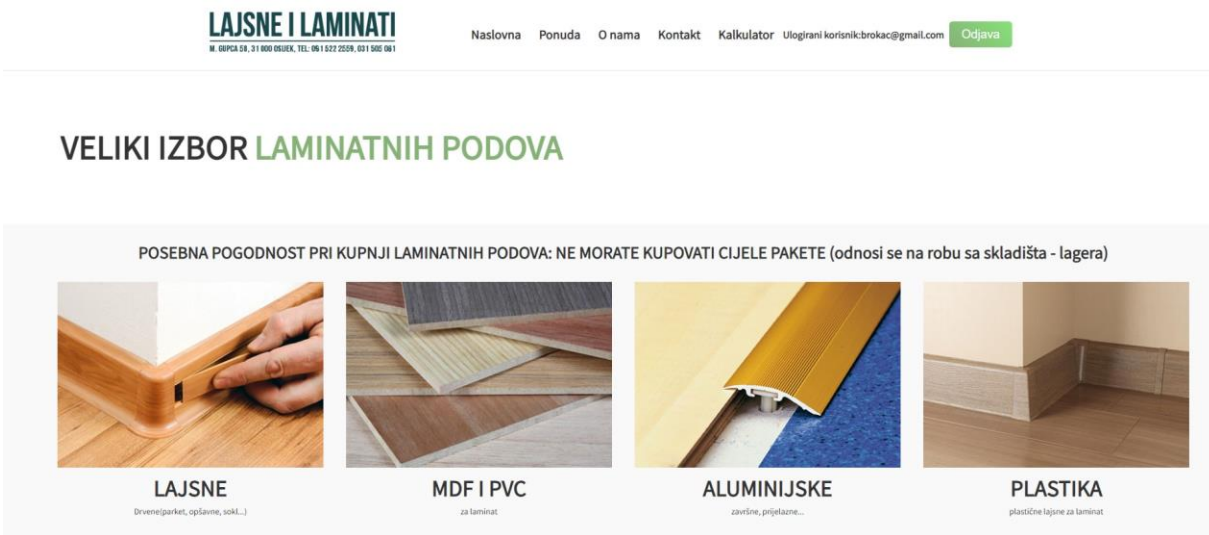 LAJSNE I LAMINATI
M. GUPCA 58, 31 000 OSIJEK, TEL: 091 522 2559, 031 505 061
Naslovna Ponuda O nama Kontakt Kalkulator Ulogirani korisnik:brokac@gmail.com Odjava
VELIKI IZBOR LAMINATNIH PODOVA
POSEBNA POGODNOST PRI KUPNJI LAMINATNIH PODOVA: NE MORATE KUPOVATI CIJELE PAKETE (odnosi se na robu sa skladišta - lagera)
LAJSNE
Drvene(parket, opšavne, sokl...)
MDF I PVC
za laminat
ALUMINIJSKE
završne, prijelazne...
PLASTIKA
plastične lajsne za laminat